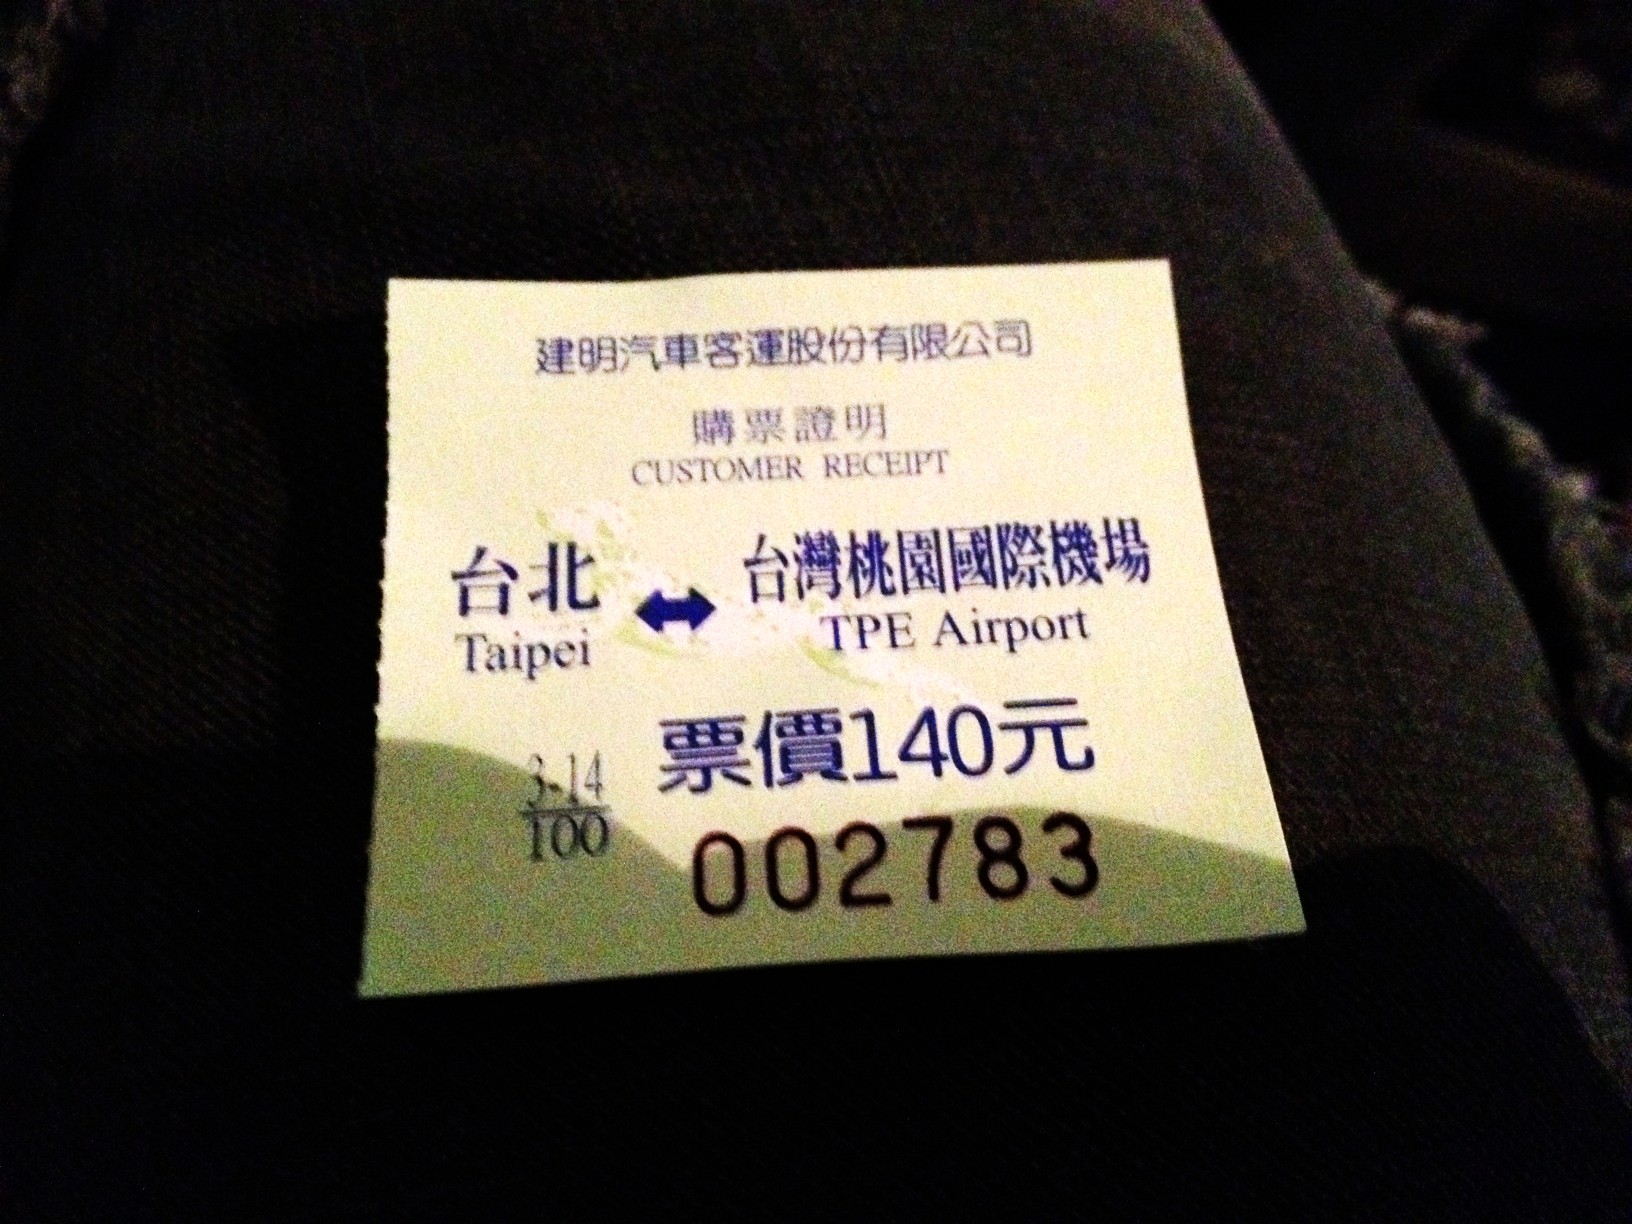 建明汽車客運股份有限公司
購票證明
CUSTOMER RECEIPT
台北 ↔ 台灣桃園國際機場
Taipei TPE Airport
票價140元
3-14
100
002783